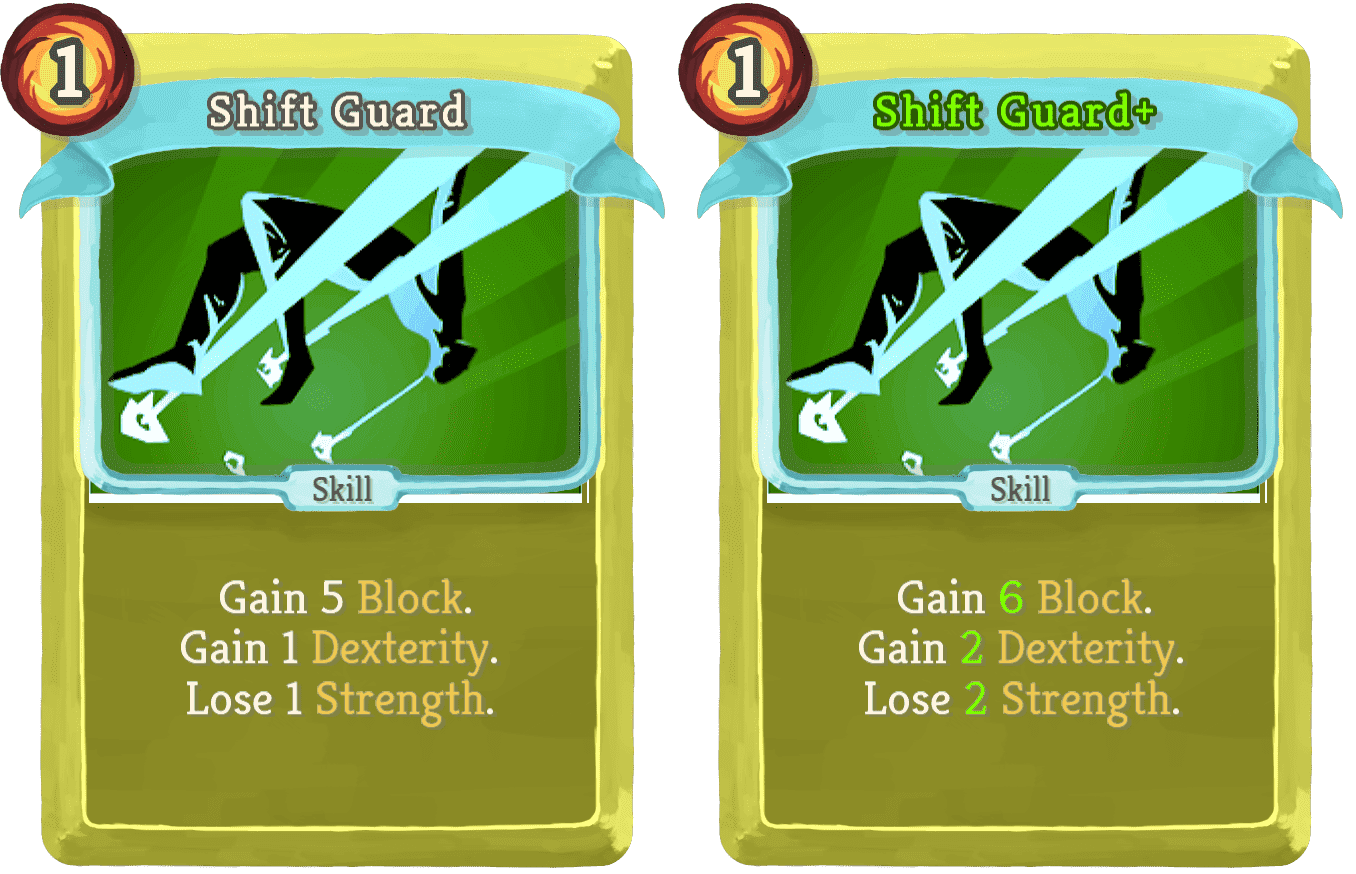 1
Shift Guard
Skill
Gain 5 Block.
Gain 1 Dexterity.
Lose 1 Strength.
1
Shift Guard+
Skill
Gain 6 Block.
Gain 2 Dexterity.
Lose 2 Strength.